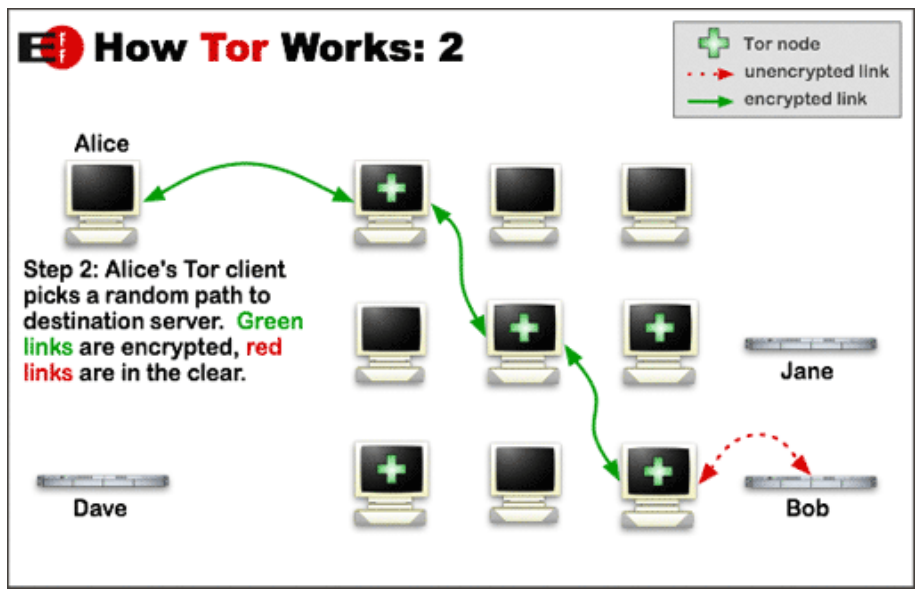 EFF How Tor Works: 2
Tor node
unencrypted link
encrypted link
Alice
Step 2: Alice's Tor client
picks a random path to
destination server. Green
links are encrypted, red
links are in the clear.
Jane
Dave
Bob